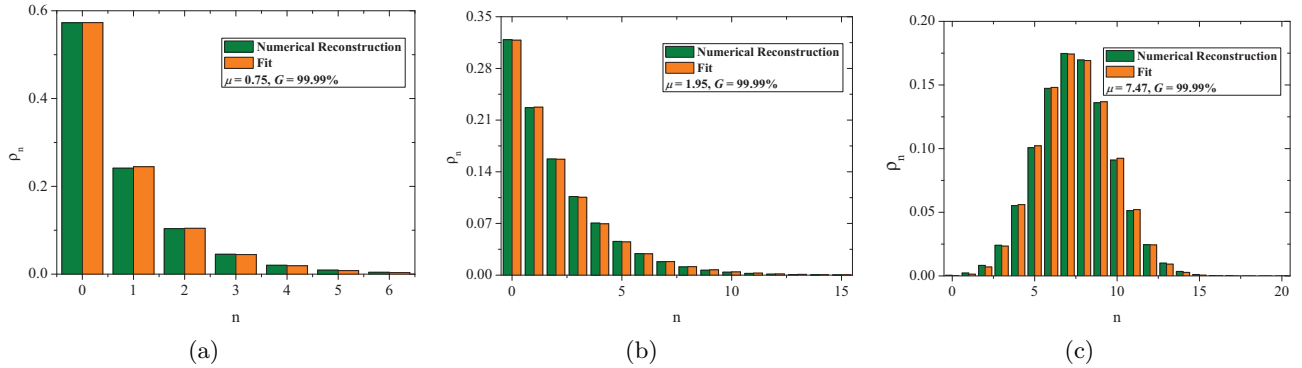 0.6
0.4
0.2
0.0
ρn
0 1 2 3 4 5 6
n
Numerical Reconstruction
Fit
μ = 0.75, G = 99.99%
(a)
0.35
0.28
0.21
0.14
0.07
0.00
ρn
0 5 10 15
n
Numerical Reconstruction
Fit
μ = 1.95, G = 99.99%
(b)
0.20
0.15
0.10
0.05
0.00
ρn
0 5 10 15 20
n
Numerical Reconstruction
Fit
μ = 7.47, G = 99.99%
(c)